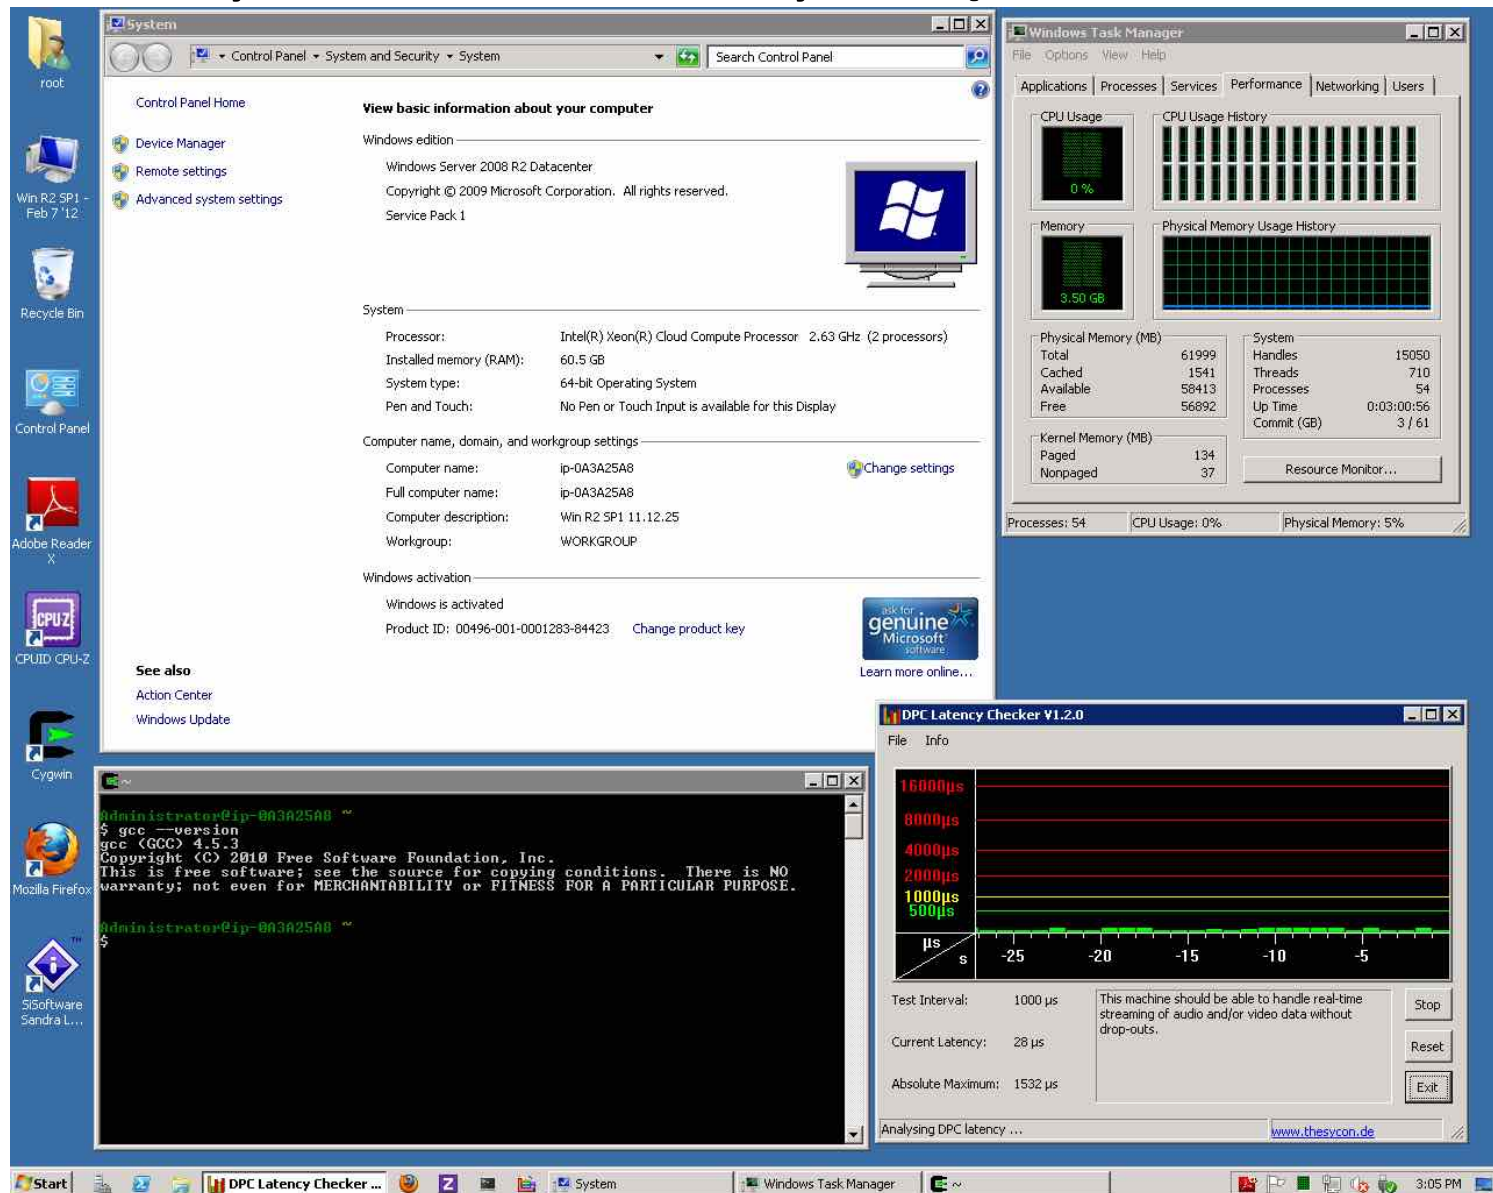 root
Win R2 SP1 -
Feb 7 '12
Recycle Bin
Control Panel
Adobe Reader
X
CPUZ
CPUID CPU-Z
Cygwin
Mozilla Firefox
TM
SiSoftware
Sandra L...
System
Control Panel ▾ System and Security ▾ System
Search Control Panel
Control Panel Home
Device Manager
Remote settings
Advanced system settings
See also
Action Center
Windows Update
View basic information about your computer
Windows edition
Windows Server 2008 R2 Datacenter
Copyright © 2009 Microsoft Corporation. All rights reserved.
Service Pack 1
System
Processor: Intel(R) Xeon(R) Cloud Compute Processor 2.63 GHz (2 processors)
Installed memory (RAM): 60.5 GB
System type: 64-bit Operating System
Pen and Touch: No Pen or Touch Input is available for this Display
Computer name, domain, and workgroup settings
Computer name: ip-0A3A25A8
Change settings
Full computer name: ip-0A3A25A8
Computer description: Win R2 SP1 11.12.25
Workgroup: WORKGROUP
Windows activation
Windows is activated
Product ID: 00496-001-0001283-84423 Change product key
ask for
genuine
Microsoft
software
Learn more online...
Windows Task Manager
File Options View Help
Applications Processes Services Performance Networking Users
CPU Usage
CPU Usage History
0 %
Memory
Physical Memory Usage History
3.50 GB
Physical Memory (MB)
Total 61999
Cached 1541
Available 58413
Free 56892
Kernel Memory (MB)
Paged 134
Nonpaged 37
System
Handles 15050
Threads 710
Processes 54
Up Time 0:03:00:56
Commit (GB) 3 / 61
Resource Monitor...
Processes: 54 CPU Usage: 0% Physical Memory: 5%
~
Administrator@ip-0A3A25A8 ~
$ gcc --version
gcc (GCC) 4.5.3
Copyright (C) 2010 Free Software Foundation, Inc.
This is free software; see the source for copying conditions. There is NO
warranty; not even for MERCHANTABILITY or FITNESS FOR A PARTICULAR PURPOSE.
Administrator@ip-0A3A25A8 ~
$
DPC Latency Checker V1.2.0
File Info
16000µs
8000µs
4000µs
2000µs
1000µs
500µs
µs
s -25 -20 -15 -10 -5
Test Interval: 1000 µs
Current Latency: 28 µs
Absolute Maximum: 1532 µs
This machine should be able to handle real-time
streaming of audio and/or video data without
drop-outs.
Stop
Reset
Exit
Analysing DPC latency ...
www.thesycon.de
Start
DPC Latency Checker ...
Z
System
Windows Task Manager
~
3:05 PM